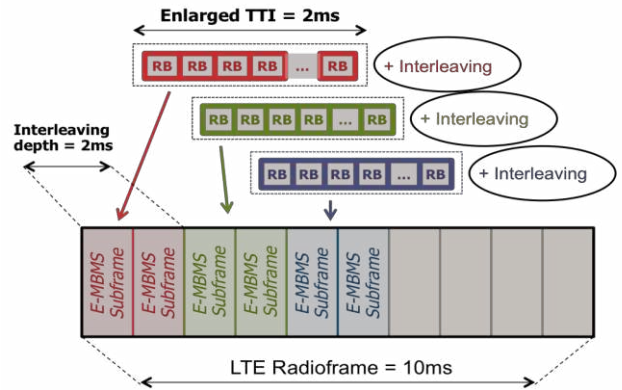 Enlarged TTI = 2ms
RB RB RB RB ... RB
+ Interleaving
RB RB RB RB ... RB
+ Interleaving
Interleaving
depth = 2ms
RB RB RB RB ... RB
+ Interleaving
E-MBMS
Subframe
E-MBMS
Subframe
E-MBMS
Subframe
E-MBMS
Subframe
E-MBMS
Subframe
E-MBMS
Subframe
LTE Radioframe = 10ms